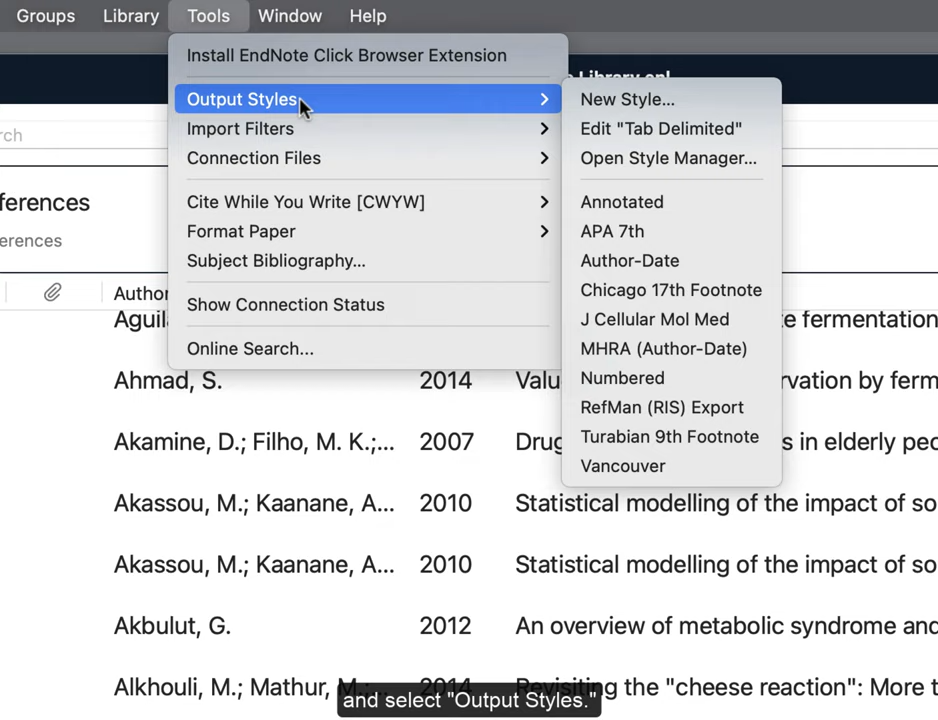 Groups Library Tools Window Help
Install EndNote Click Browser Extension
Library.enl
Output Styles New Style...
rch Import Filters Edit "Tab Delimited"
Connection Files Open Style Manager...
ferences Cite While You Write [CWYW] Annotated
erences Format Paper APA 7th
Subject Bibliography... Author-Date
Autho Chicago 17th Footnote
Aguil Show Connection Status J Cellular Mol Med e fermentation
Online Search... MHRA (Author-Date)
Ahmad, S. 2014 Valu Numbered rvation by ferm
RefMan (RIS) Export
Akamine, D.; Filho, M. K.;... 2007 Drug Turabian 9th Footnote s in elderly peo
Vancouver
Akassou, M.; Kaanane, A... 2010 Statistical modelling of the impact of so
Akassou, M.; Kaanane, A... 2010 Statistical modelling of the impact of so
Akbulut, G. 2012 An overview of metabolic syndrome and
Alkhouli, M.; Mathur, M.;... 2014 Revisiting the "cheese reaction": More t
and select "Output Styles."